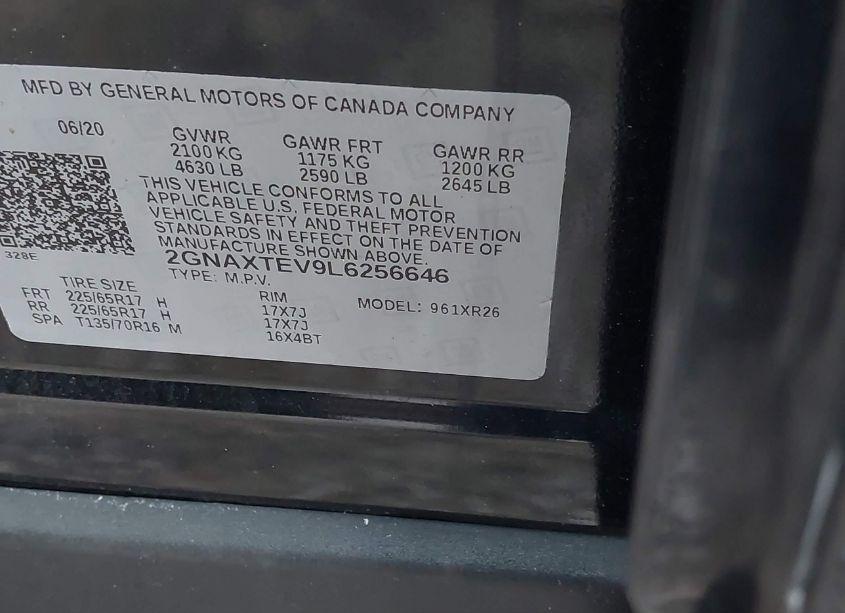 MFD BY GENERAL MOTORS OF CANADA COMPANY
06/20
GVWR GAWR FRT GAWR RR
2100 KG 1175 KG 1200 KG
4630 LB 2590 LB 2645 LB
THIS VEHICLE CONFORMS TO ALL
APPLICABLE U.S. FEDERAL MOTOR
VEHICLE SAFETY AND THEFT PREVENTION
STANDARDS IN EFFECT ON THE DATE OF
MANUFACTURE SHOWN ABOVE.
328E
2GNAXTEV9L6256646
TYPE: M.P.V.
TIRE SIZE RIM MODEL: 961XR26
FRT 225/65R17 H 17X7J
RR 225/65R17 H 17X7J
SPA T135/70R16 M 16X4BT